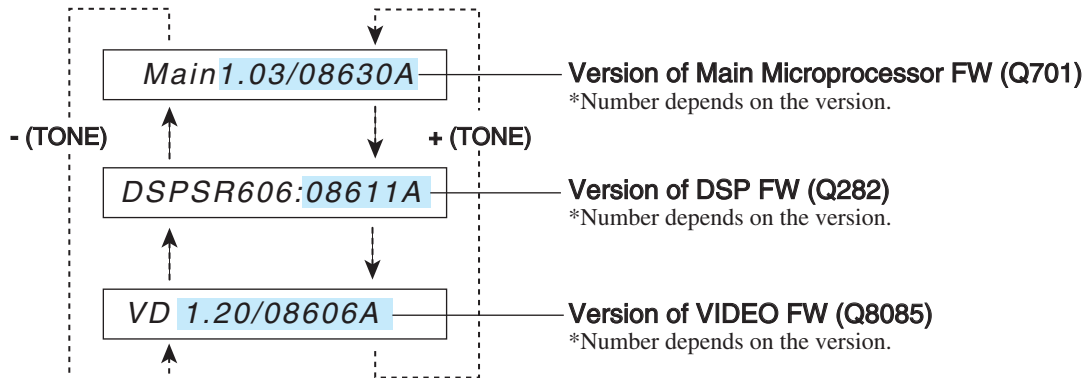 Main1.03/08630A
Version of Main Microprocessor FW (Q701)
*Number depends on the version.
- (TONE)
+ (TONE)
DSPSR606:08611A
Version of DSP FW (Q282)
*Number depends on the version.
VD 1.20/08606A
Version of VIDEO FW (Q8085)
*Number depends on the version.